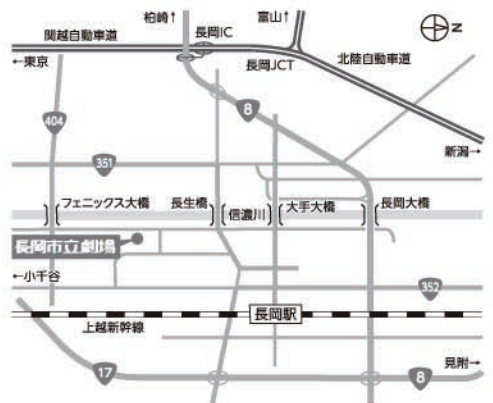 柏崎↑
富山↑
N
関越自動車道
長岡IC
←東京
長岡JCT
北陸自動車道
404
8
351
新潟→
フェニックス大橋
長生橋
信濃川
大手大橋
長岡大橋
長岡市立劇場
←小千谷
352
上越新幹線
長岡駅
見附→
17
8